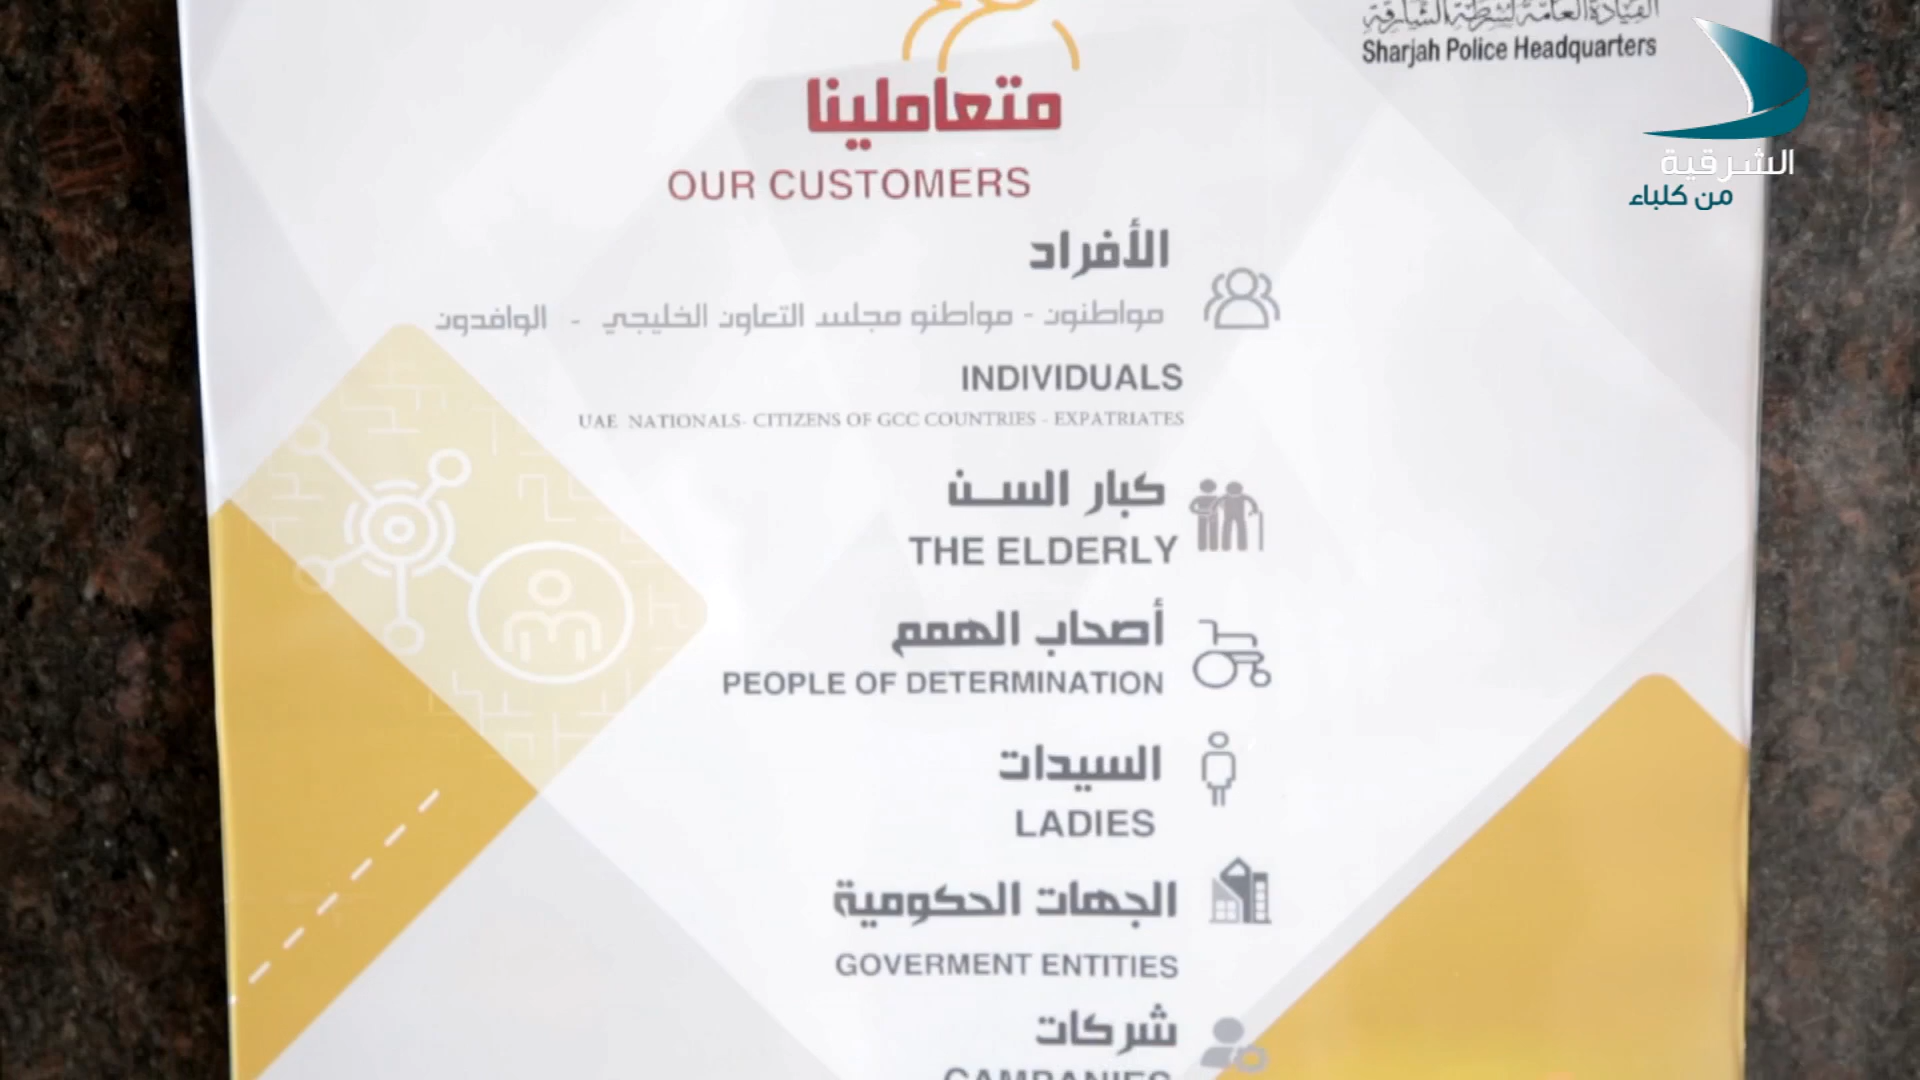 القيادة العامة لشرطة الشارقة
Sharjah Police Headquarters
الشرقية
من كلباء
متعاملينا
OUR CUSTOMERS
الأفراد
مواطنون - مواطنو مجلس التعاون الخليجي - الوافدون
INDIVIDUALS
UAE NATIONALS- CITIZENS OF GCC COUNTRIES - EXPATRIATES
كبار السن
THE ELDERLY
أصحاب الهمم
PEOPLE OF DETERMINATION
السيدات
LADIES
الجهات الحكومية
GOVERMENT ENTITIES
شركات
CAMPANIES